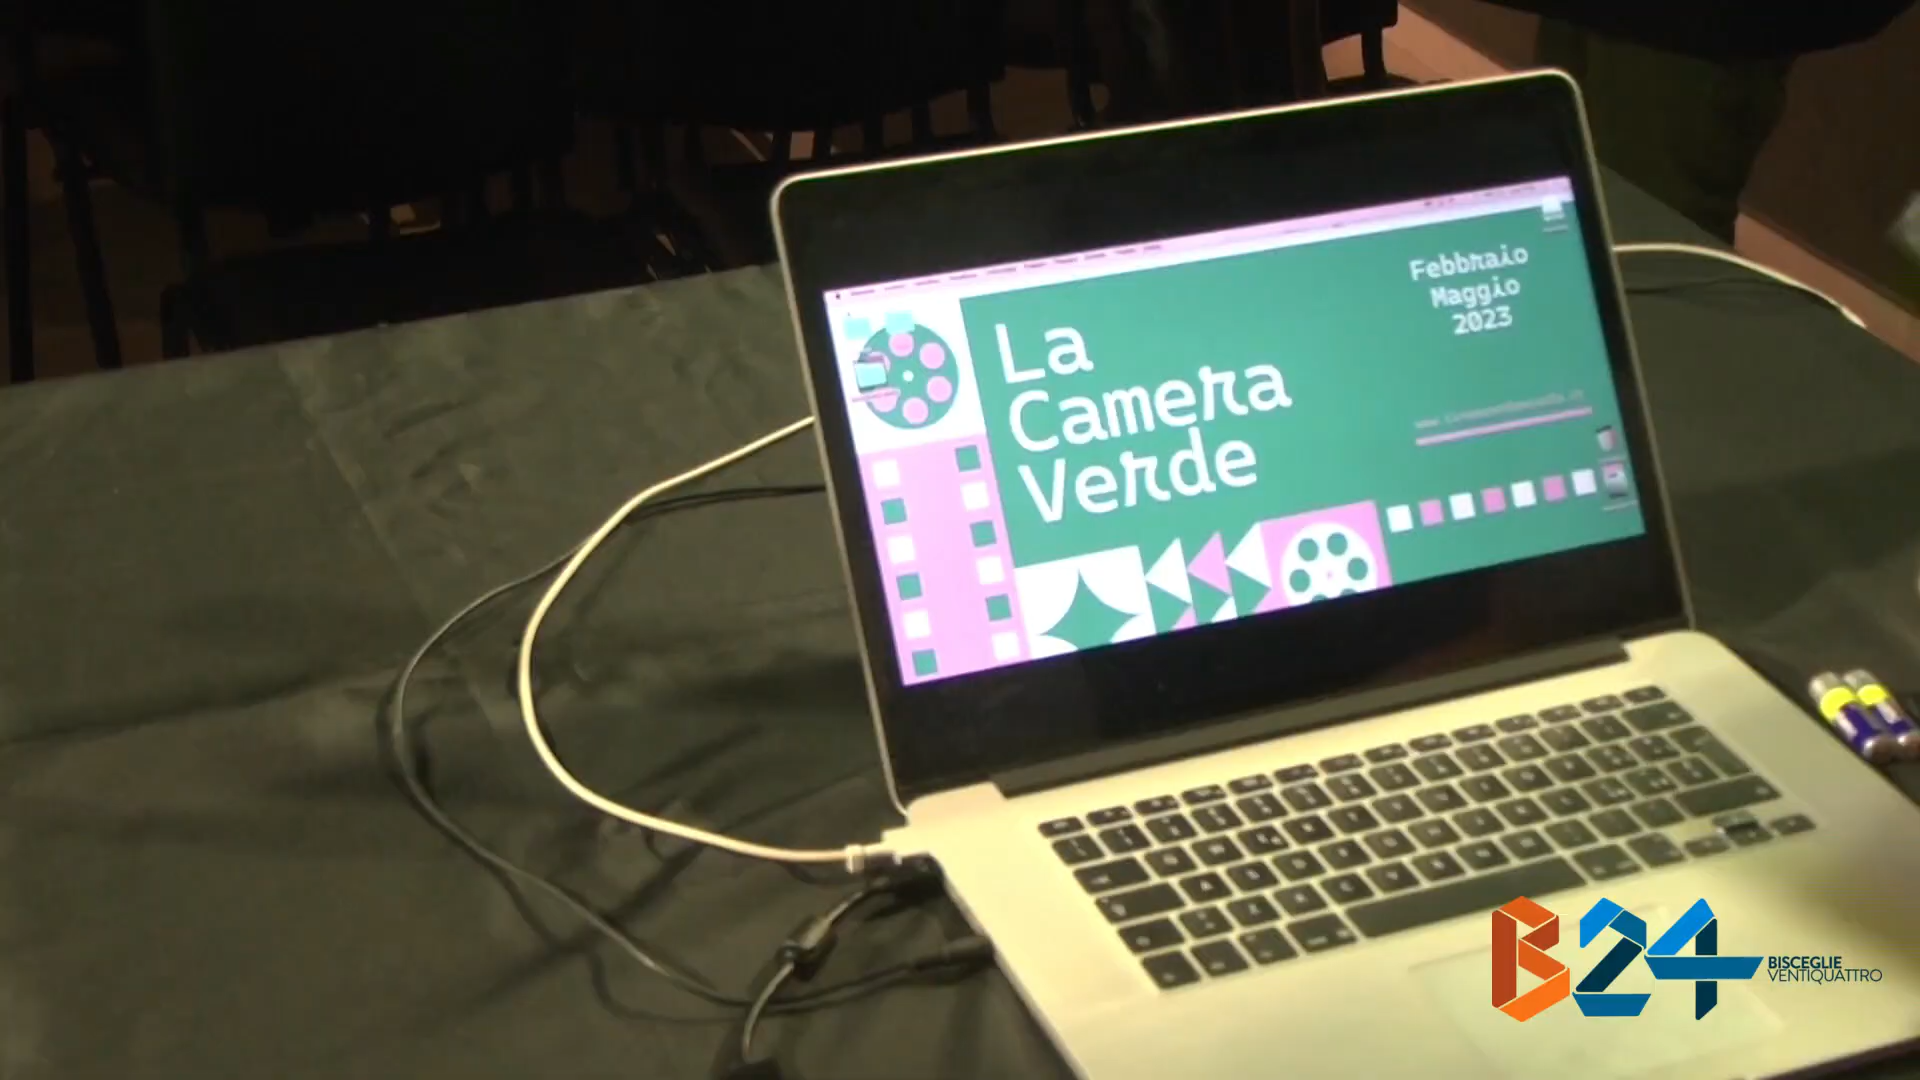 La
Camera
Verde
Febbraio
Maggio
2023
B24
BISCEGLIE
VENTIQUATTRO